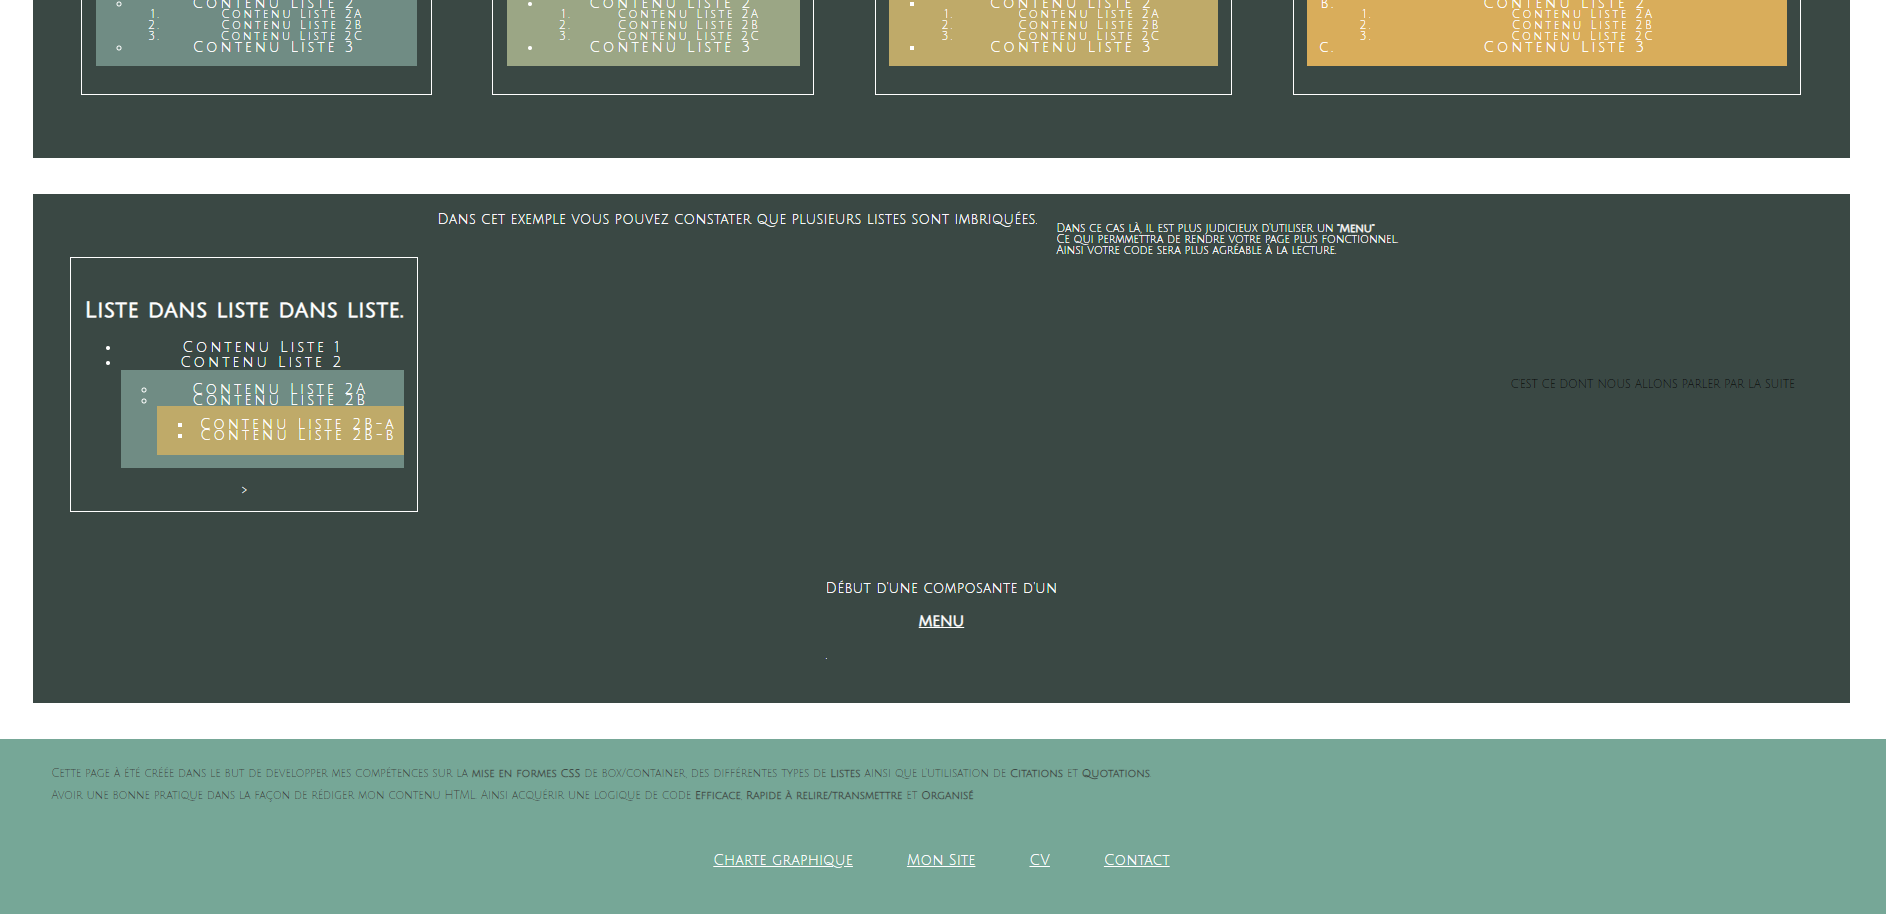 Contenu Liste 2
1. Contenu Liste 2A
2. Contenu Liste 2B
3. Contenu Liste 2C
Contenu Liste 3
Contenu Liste 2
1. Contenu Liste 2A
2. Contenu Liste 2B
3. Contenu Liste 2C
Contenu Liste 3
Contenu Liste 2
1. Contenu Liste 2A
2. Contenu Liste 2B
3. Contenu Liste 2C
Contenu Liste 3
B. Contenu Liste 2
1. Contenu Liste 2A
2. Contenu Liste 2B
3. Contenu Liste 2C
C. Contenu Liste 3
Dans cet exemple vous pouvez constater que plusieurs listes sont imbriquées.
Dans ce cas là, il est plus judicieux d'utiliser un "MENU"
Ce qui permmettra de rendre votre page plus fonctionnel.
Ainsi votre code sera plus agréable à la lecture.
Liste dans liste dans liste.
Contenu Liste 1
Contenu Liste 2
Contenu Liste 2A
Contenu Liste 2B
Contenu Liste 2B-a
Contenu Liste 2B-b
>
C'est ce dont nous allons parler par la suite
Début d'une composante d'un
MENU
.
Cette page à été créée dans le but de developper mes compétences sur la mise en formes CSS de box/container, des différentes types de Listes ainsi que l'utilisation de Citations et Quotations
Avoir une bonne pratique dans la façon de rédiger mon contenu HTML. Ainsi acquérir une logique de code Efficace, Rapide à relire/transmettre et Organisé
Charte graphique Mon Site CV Contact